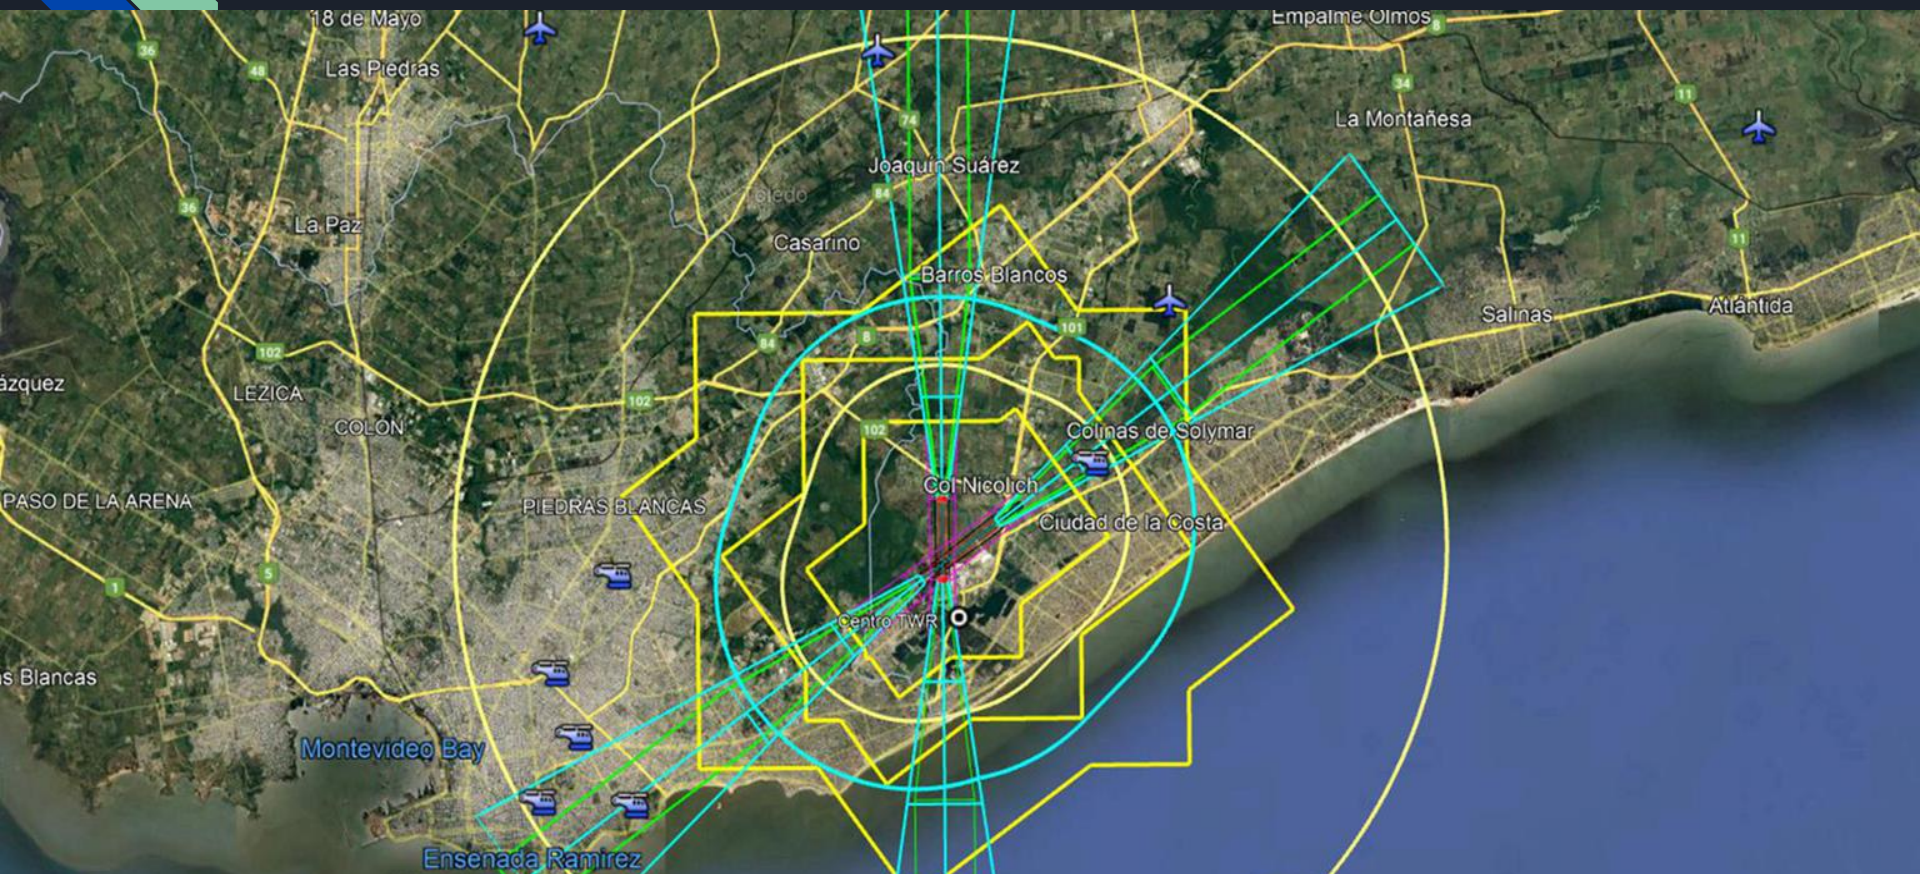 18 de Mayo
Empalme Olmos
8
36
48
Las Piedras
34
11
74
La Montañesa
Joaquín Suárez
84
Toledo
36
La Paz
Casarino
11
Barros Blancos
Salinas
Atlántida
101
8
84
102
ázquez
LEZICA
102
COLÓN
102
Colinas de Solymar
Col Nicolich
PASO DE LA ARENA
PIEDRAS BLANCAS
Ciudad de la Costa
5
1
Centro TWR
s Blancas
Montevideo Bay
Ensenada Ramírez